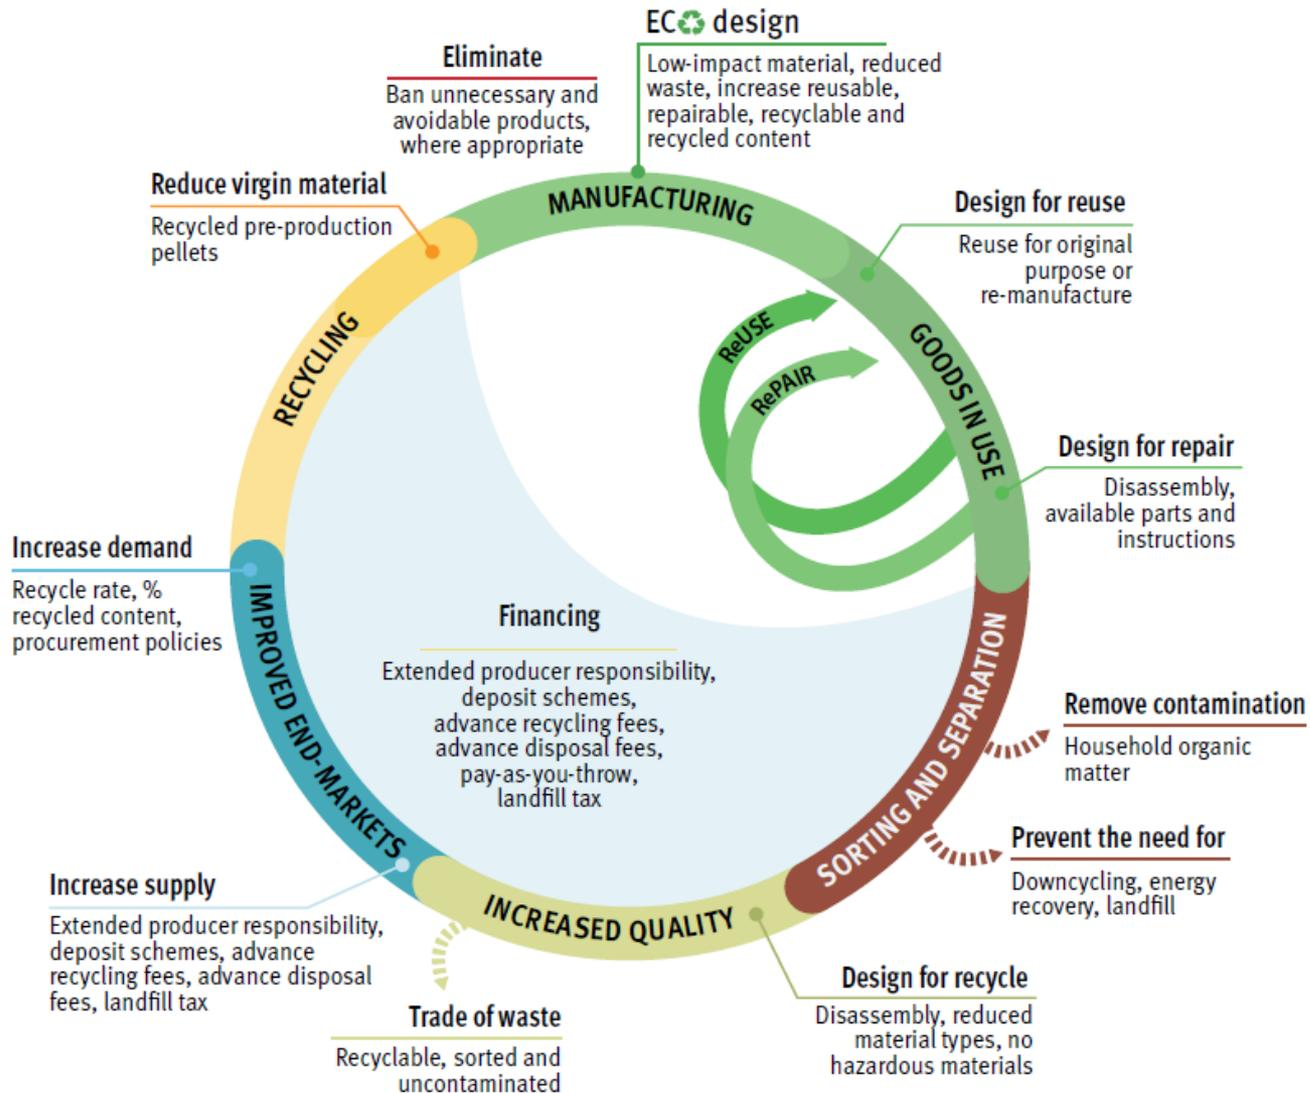 ECO design
Low-impact material, reduced
waste, increase reusable,
repairable, recyclable and
recycled content
Eliminate
Ban unnecessary and
avoidable products,
where appropriate
Reduce virgin material
Recycled pre-production
pellets
MANUFACTURING
Design for reuse
Reuse for original
purpose or
re-manufacture
ReUSE
RePAIR
GOODS IN USE
RECYCLING
Design for repair
Disassembly,
available parts and
instructions
Increase demand
Recycle rate, %
recycled content,
procurement policies
IMPROVED END-MARKETS
Financing
Extended producer responsibility,
deposit schemes,
advance recycling fees,
advance disposal fees,
pay-as-you-throw,
landfill tax
SORTING AND SEPARATION
Remove contamination
Household organic
matter
Prevent the need for
Downcycling, energy
recovery, landfill
Increase supply
Extended producer responsibility,
deposit schemes, advance
recycling fees, advance disposal
fees, landfill tax
INCREASED QUALITY
Design for recycle
Disassembly, reduced
material types, no
hazardous materials
Trade of waste
Recyclable, sorted and
uncontaminated